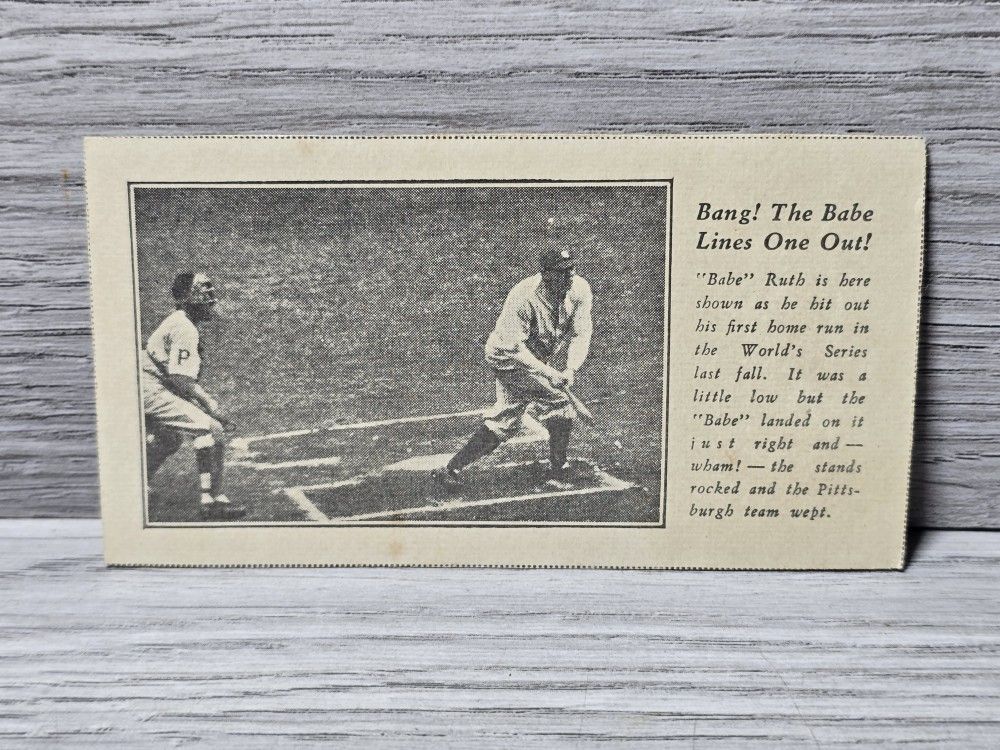 Bang! The Babe
Lines One Out!
"Babe" Ruth is here
shown as he hit out
his first home run in
the World's Series
last fall. It was a
little low but the
"Babe" landed on it
just right and —
wham! — the stands
rocked and the Pitts-
burgh team wept.
P